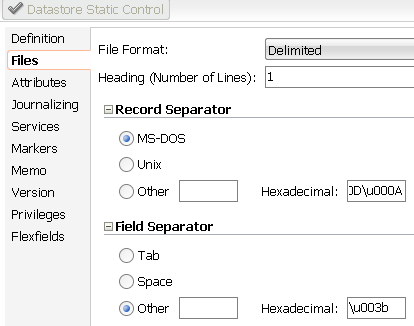 Datastore Static Control
Definition
Files
Attributes
Journalizing
Services
Markers
Memo
Version
Privileges
Flexfields
File Format: Delimited
Heading (Number of Lines): 1
Record Separator
MS-DOS
Unix
Other Hexadecimal: 0D\u000A
Field Separator
Tab
Space
Other Hexadecimal: \u003b